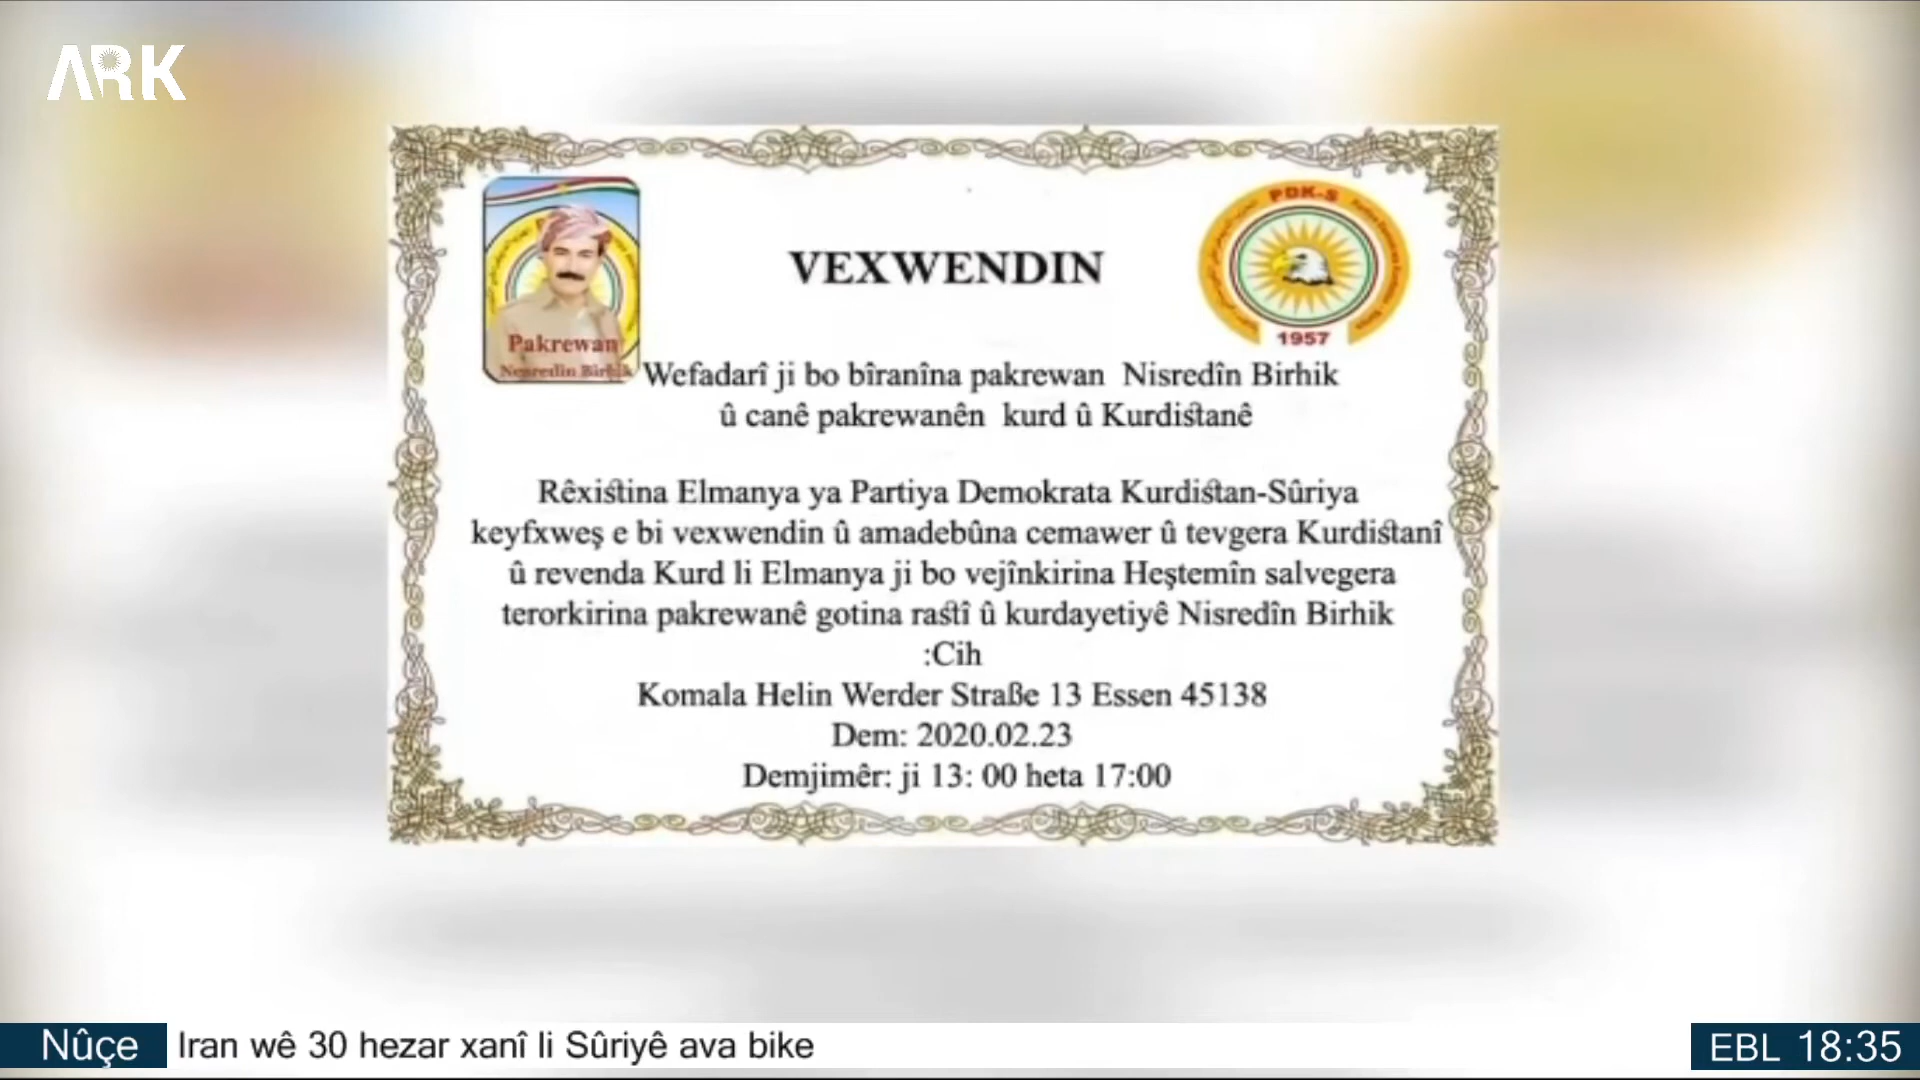 ARK
VEXWENDIN
PDK-S
1957
Pakrewan
Nesredin Birhik
Wefadarî ji bo bîranîna pakrewan Nisredîn Birhik
û canê pakrewanên kurd û Kurdistanê
Rêxistina Elmanya ya Partiya Demokrata Kurdistan-Sûriya
keyfxweş e bi vexwendin û amadebûna cemawer û tevgera Kurdistanî
û revenda Kurd li Elmanya ji bo vejînkirina Heştemîn salvegera
terorkirina pakrewanê gotina rastî û kurdayetiyê Nisredîn Birhik
:Cih
Komala Helin Werder Straße 13 Essen 45138
Dem: 2020.02.23
Demjimêr: ji 13: 00 heta 17:00
Nûçe Iran wê 30 hezar xanî li Sûriyê ava bike
EBL 18:35